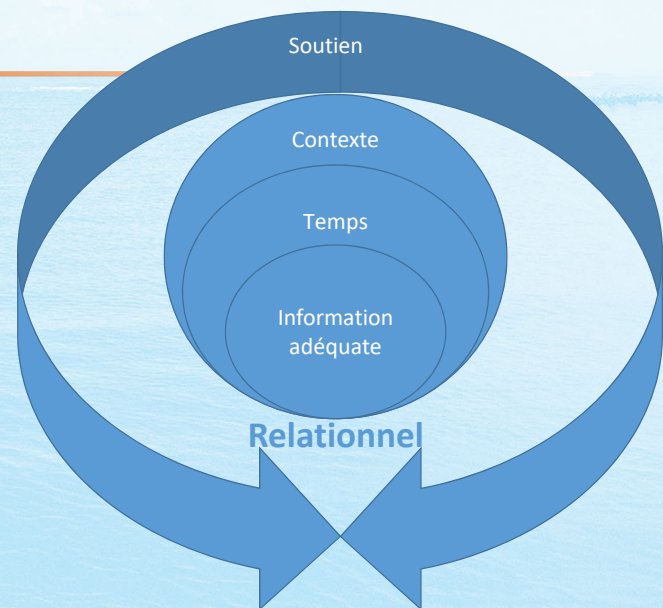 Soutien
Contexte
Temps
Information
adéquate
Relationnel